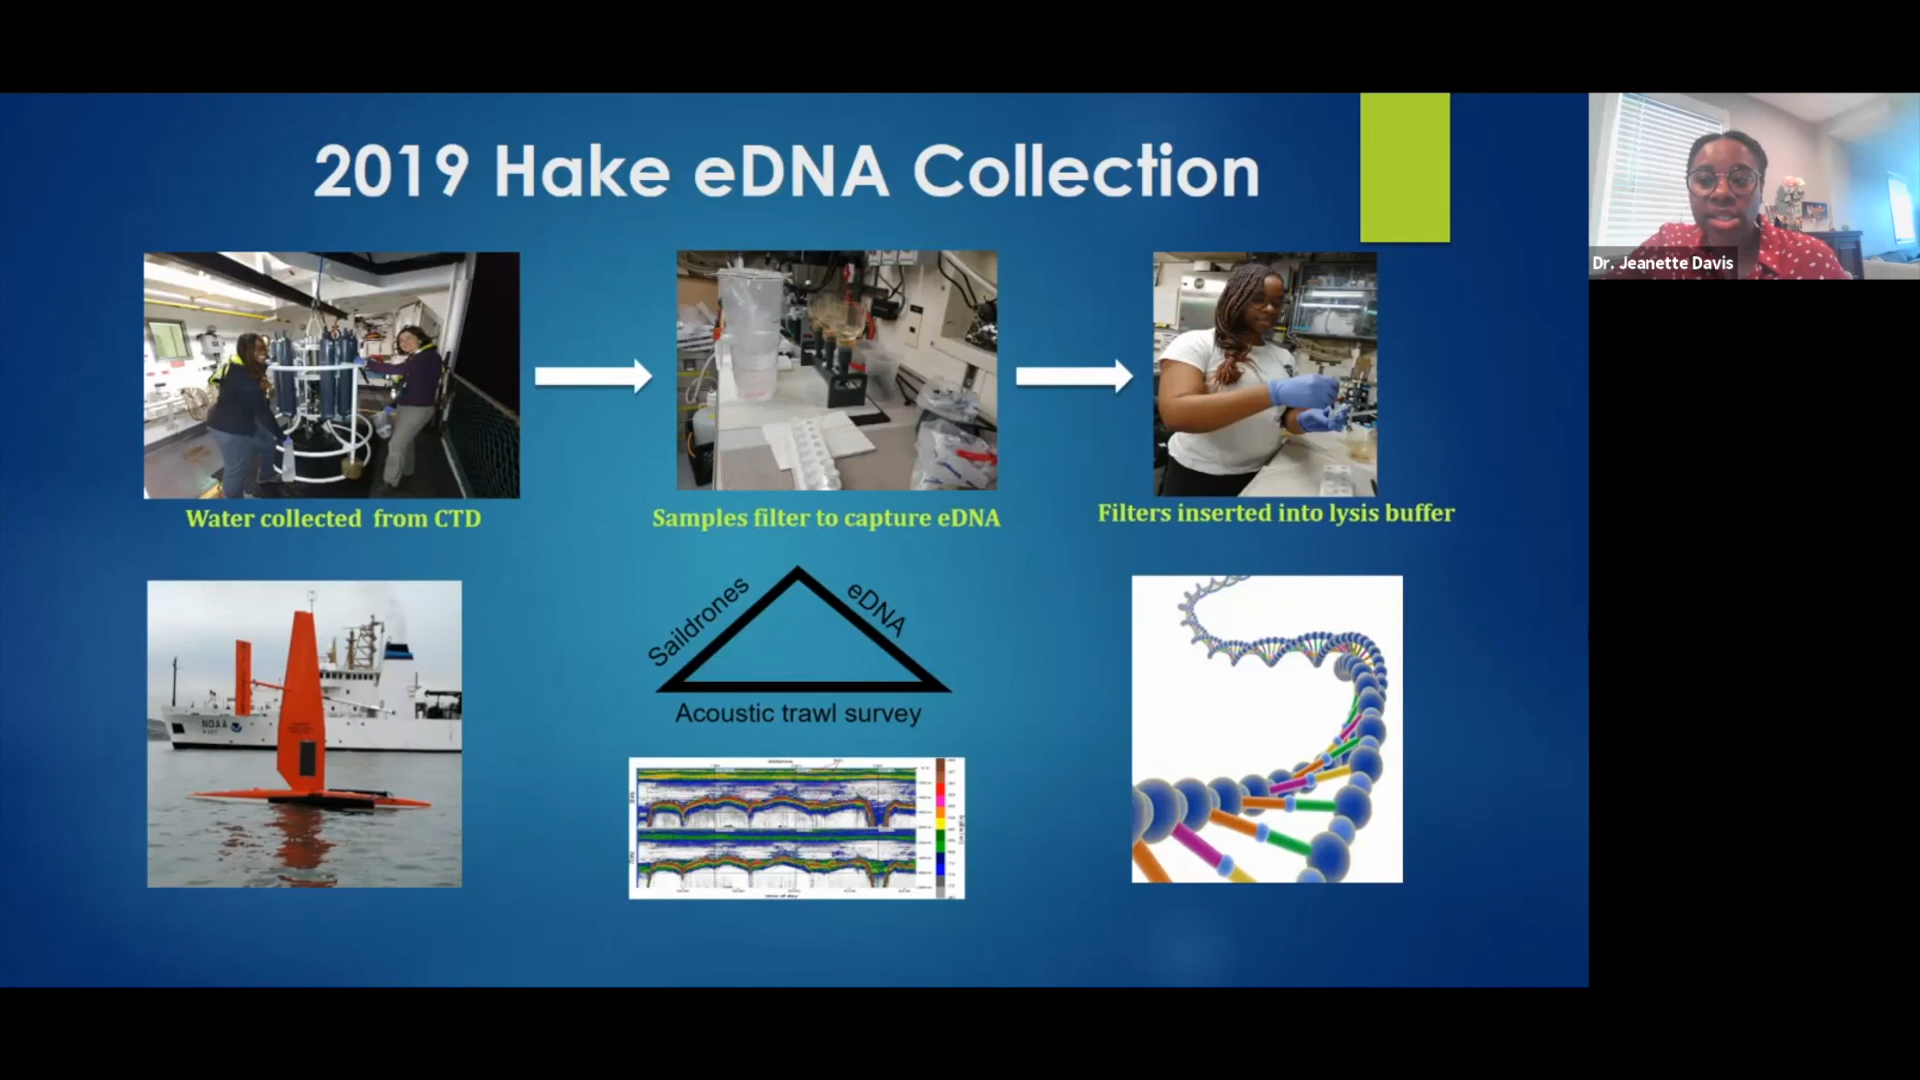 2019 Hake eDNA Collection
Dr. Jeanette Davis
Water collected from CTD
Samples filter to capture eDNA
Filters inserted into lysis buffer
Saildrones
eDNA
Acoustic trawl survey
NOAA